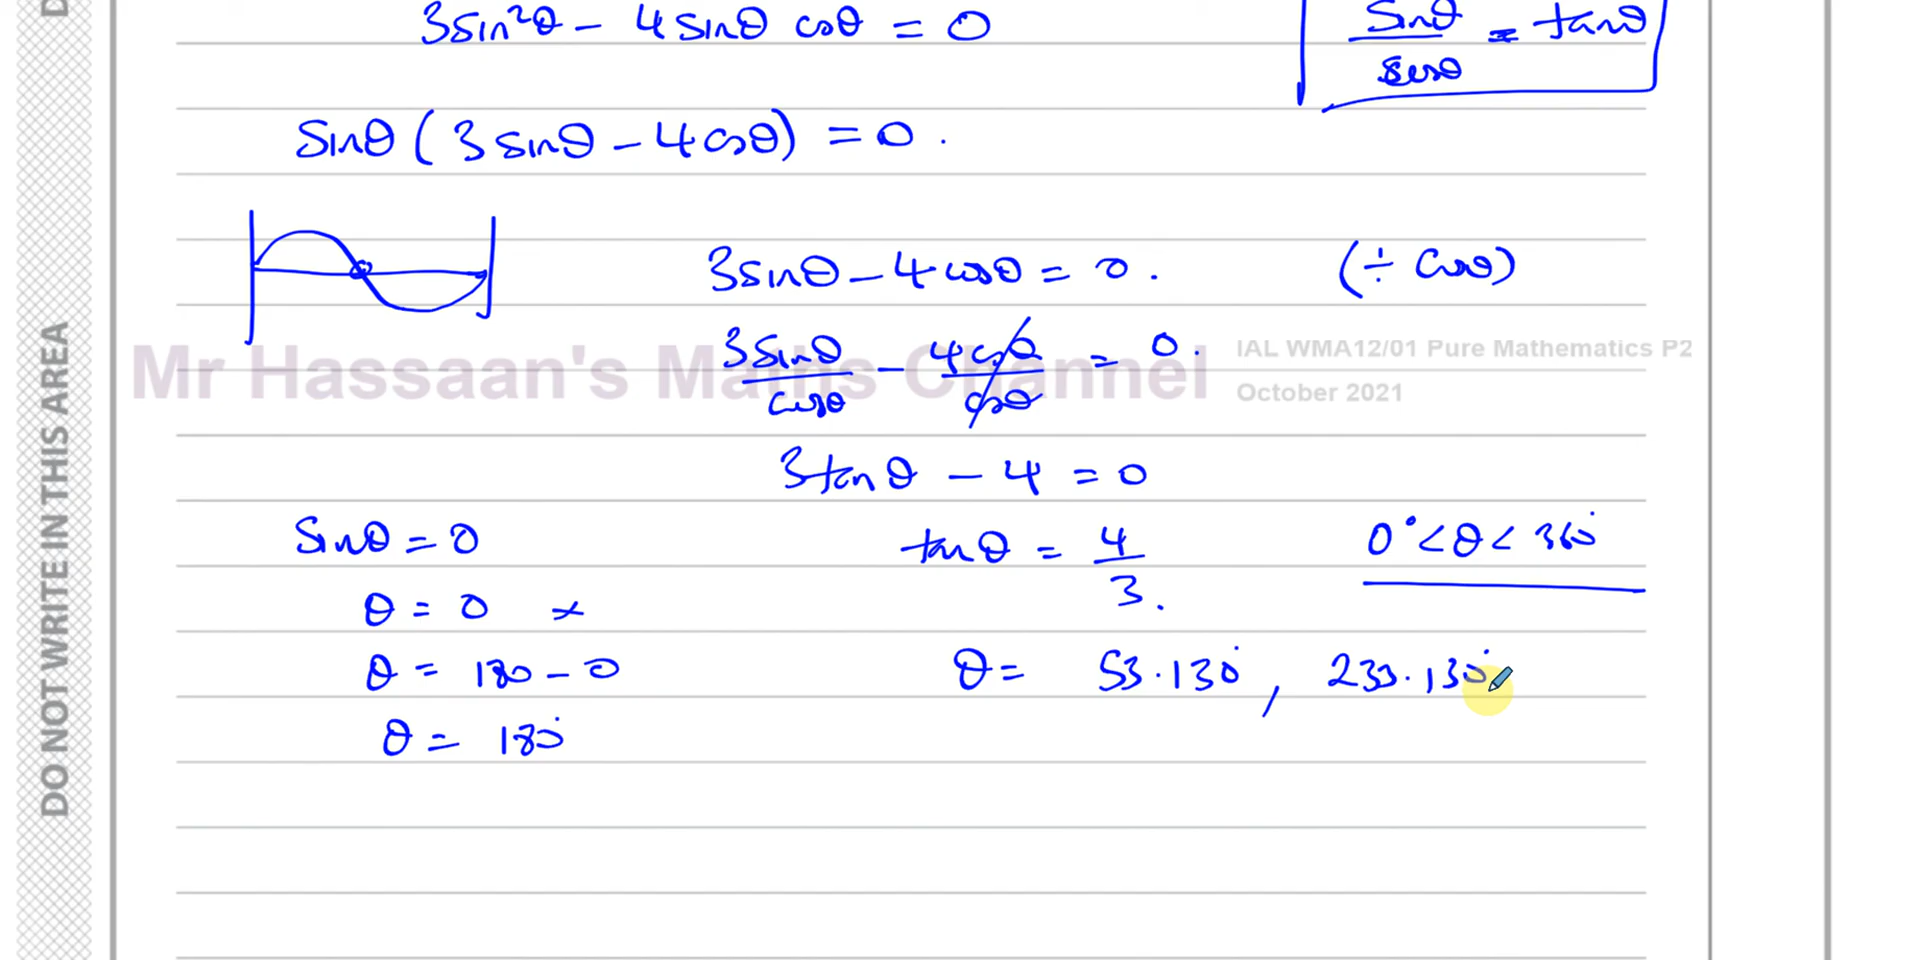 3sin²θ - 4sinθ cosθ = 0
sinθ / cosθ = tanθ
Sinθ ( 3sinθ - 4cosθ ) = 0 .
3sinθ - 4cosθ = 0 . (÷ Cosθ)
3sinθ / cosθ - 4cosθ / cosθ = 0 .
Mr Hassaan's Maths Channel
IAL WMA12/01 Pure Mathematics P2
October 2021
3tanθ - 4 = 0
Sinθ = 0
tanθ = 4/3 .
0° < θ < 360°
θ = 0 ×
θ = 180 - 0
θ = 53.130° , 233.130°
θ = 180°
DO NOT WRITE IN THIS AREA